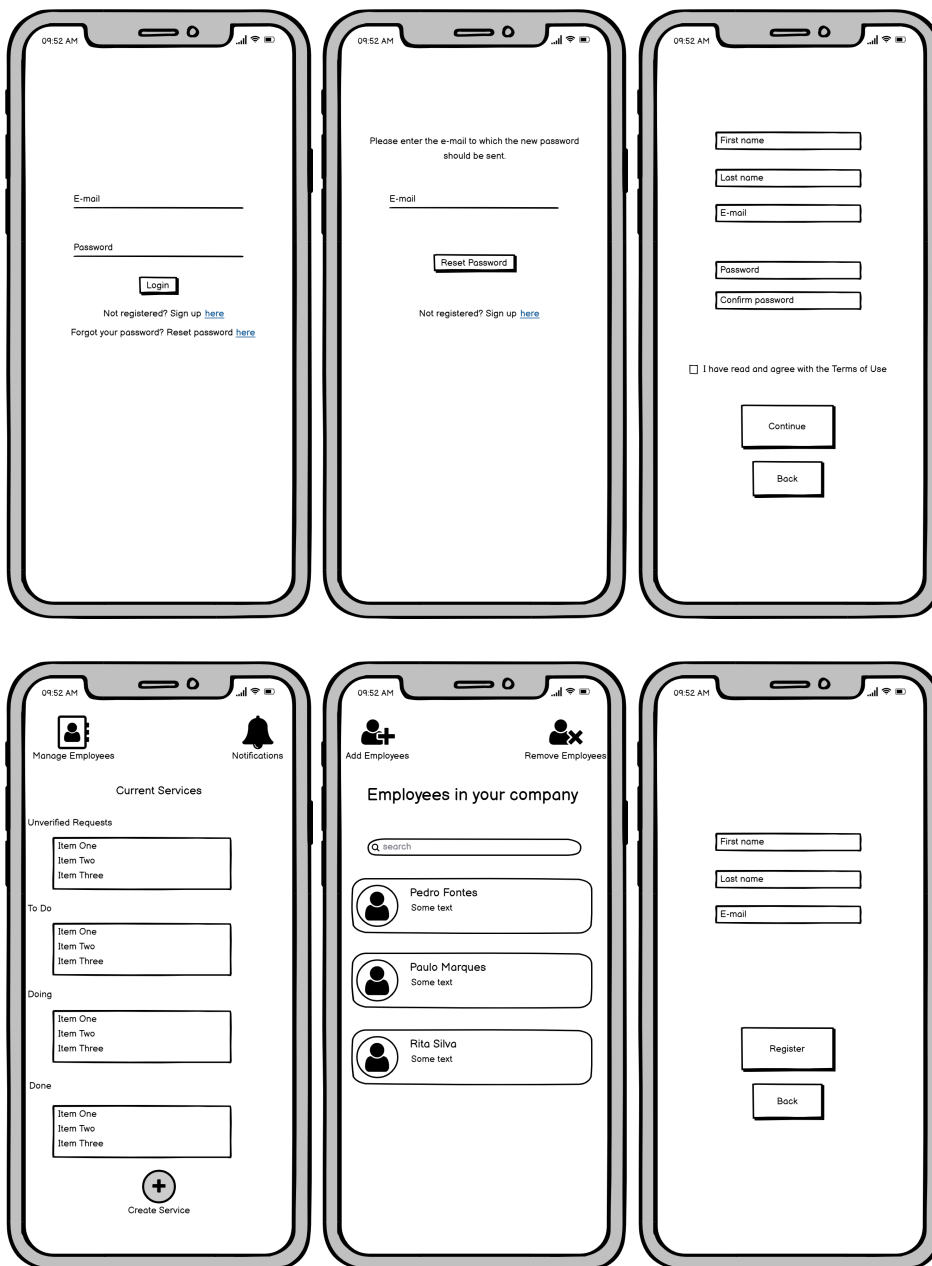 09:52 AM
E-mail
Password
Login
Not registered? Sign up here
Forgot your password? Reset password here
09:52 AM
Please enter the e-mail to which the new password
should be sent.
E-mail
Reset Password
Not registered? Sign up here
09:52 AM
First name
Last name
E-mail
Password
Confirm password
I have read and agree with the Terms of Use
Continue
Back
09:52 AM
Manage Employees
Notifications
Current Services
Unverified Requests
Item One
Item Two
Item Three
To Do
Item One
Item Two
Item Three
Doing
Item One
Item Two
Item Three
Done
Item One
Item Two
Item Three
Create Service
09:52 AM
Add Employees
Remove Employees
Employees in your company
search
Pedro Fontes
Some text
Paulo Marques
Some text
Rita Silva
Some text
09:52 AM
First name
Last name
E-mail
Register
Back